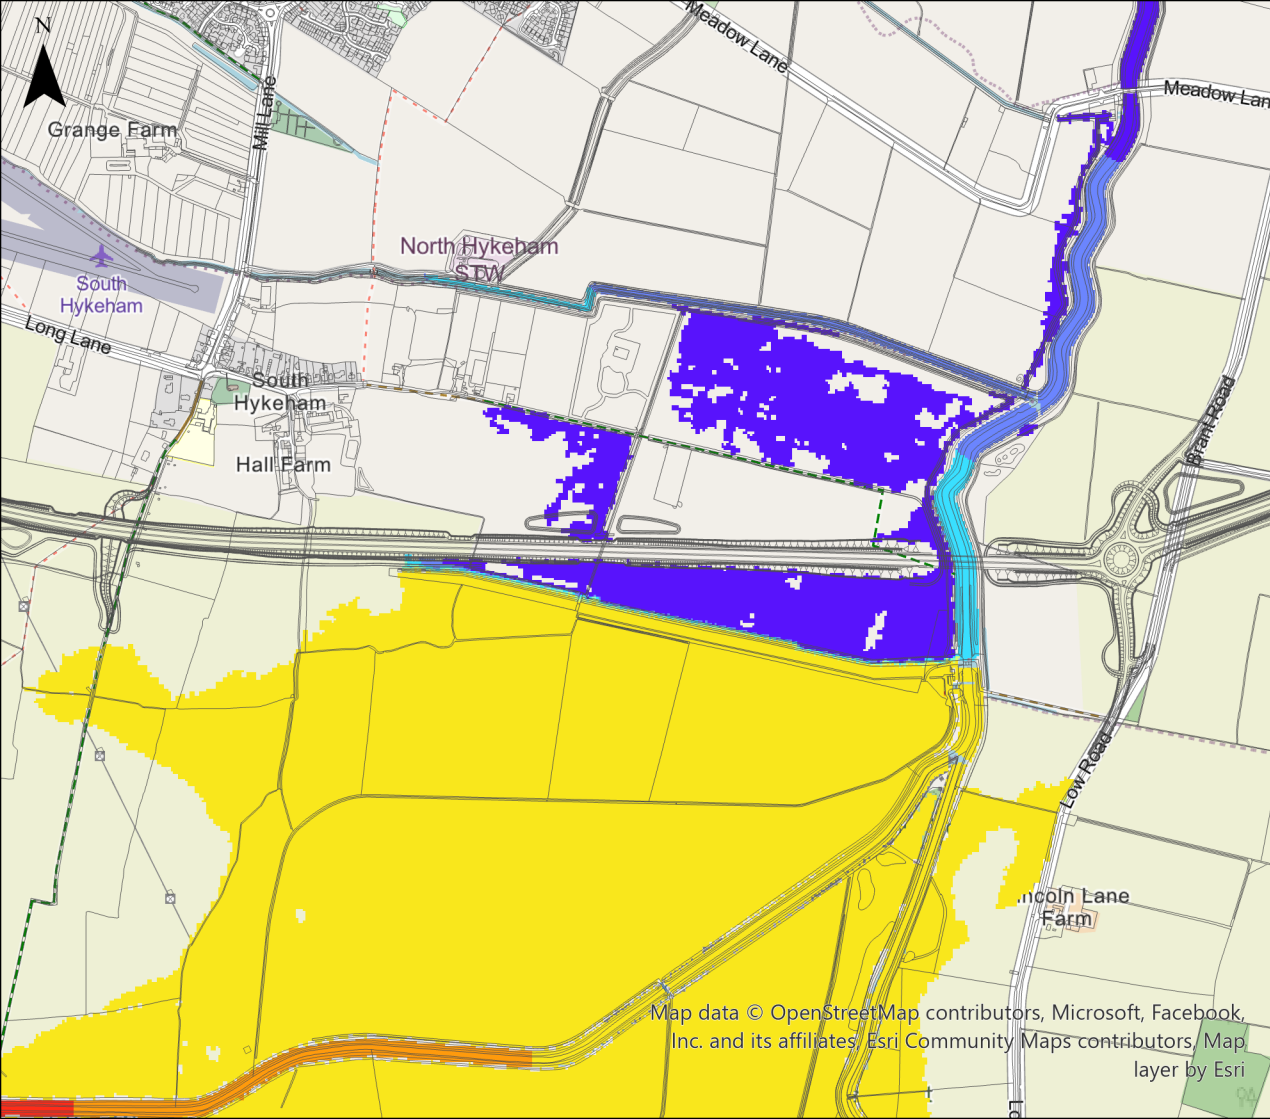 N
Meadow Lane
Meadow Lan
Grange Farm
Mill Lane
North Hykeham
STW
South
Hykeham
Long Lane
South
Hykeham
Hall Farm
Brant Road
Low Road
incoln Lane
Farm
Map data © OpenStreetMap contributors, Microsoft, Facebook,
Inc. and its affiliates, Esri Community Maps contributors, Map
layer by Esri
Lo